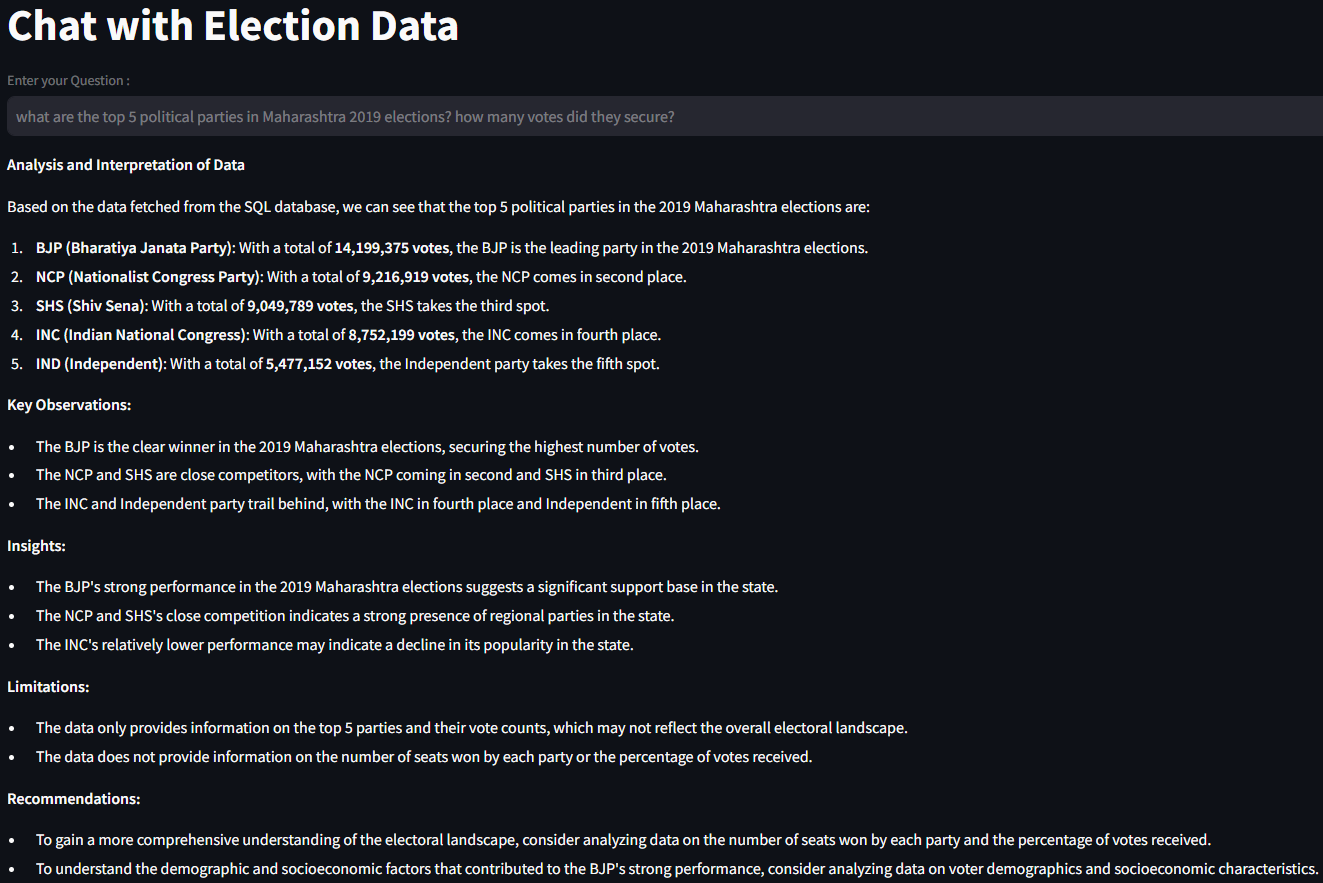 Chat with Election Data
Enter your Question :
what are the top 5 political parties in Maharashtra 2019 elections? how many votes did they secure?
Analysis and Interpretation of Data
Based on the data fetched from the SQL database, we can see that the top 5 political parties in the 2019 Maharashtra elections are:
1. BJP (Bharatiya Janata Party): With a total of 14,199,375 votes, the BJP is the leading party in the 2019 Maharashtra elections.
2. NCP (Nationalist Congress Party): With a total of 9,216,919 votes, the NCP comes in second place.
3. SHS (Shiv Sena): With a total of 9,049,789 votes, the SHS takes the third spot.
4. INC (Indian National Congress): With a total of 8,752,199 votes, the INC comes in fourth place.
5. IND (Independent): With a total of 5,477,152 votes, the Independent party takes the fifth spot.
Key Observations:
• The BJP is the clear winner in the 2019 Maharashtra elections, securing the highest number of votes.
• The NCP and SHS are close competitors, with the NCP coming in second and SHS in third place.
• The INC and Independent party trail behind, with the INC in fourth place and Independent in fifth place.
Insights:
• The BJP's strong performance in the 2019 Maharashtra elections suggests a significant support base in the state.
• The NCP and SHS's close competition indicates a strong presence of regional parties in the state.
• The INC's relatively lower performance may indicate a decline in its popularity in the state.
Limitations:
• The data only provides information on the top 5 parties and their vote counts, which may not reflect the overall electoral landscape.
• The data does not provide information on the number of seats won by each party or the percentage of votes received.
Recommendations:
• To gain a more comprehensive understanding of the electoral landscape, consider analyzing data on the number of seats won by each party and the percentage of votes received.
• To understand the demographic and socioeconomic factors that contributed to the BJP's strong performance, consider analyzing data on voter demographics and socioeconomic characteristics.